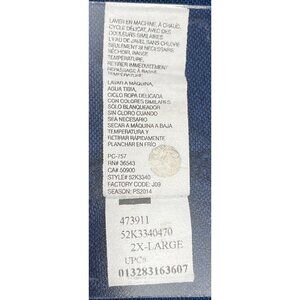 LAVER EN MACHINE, À CHAUD,
CYCLE DÉLICAT, AVEC DES
COULEURS SIMILAIRES
L'EAU DE JAVEL SANS CHLORE
SEULEMENT SI NÉCESSAIRE
SÉCHOIR, BASSE
TEMPÉRATURE
RETIRER IMMÉDIATEMENT
REPASSAGE À BASSE
TEMPÉRATURE
LAVAR A MÁQUINA,
AGUA TIBIA,
CICLO ROPA DELICADA,
CON COLORES SIMILARES
SÓLO BLANQUEADOR
SIN CLORO CUANDO
SEA NECESARIO
SECAR A MÁQUINA A BAJA
TEMPERATURA Y
RETIRAR RÁPIDAMENTE
PLANCHAR EN FRÍO
PC-757
RN# 36543
CA# 50900
STYLE# 52K3340
FACTORY CODE: J09
SEASON: PS2014
473911
52K3340470
2X-LARGE
UPC#
013283163607